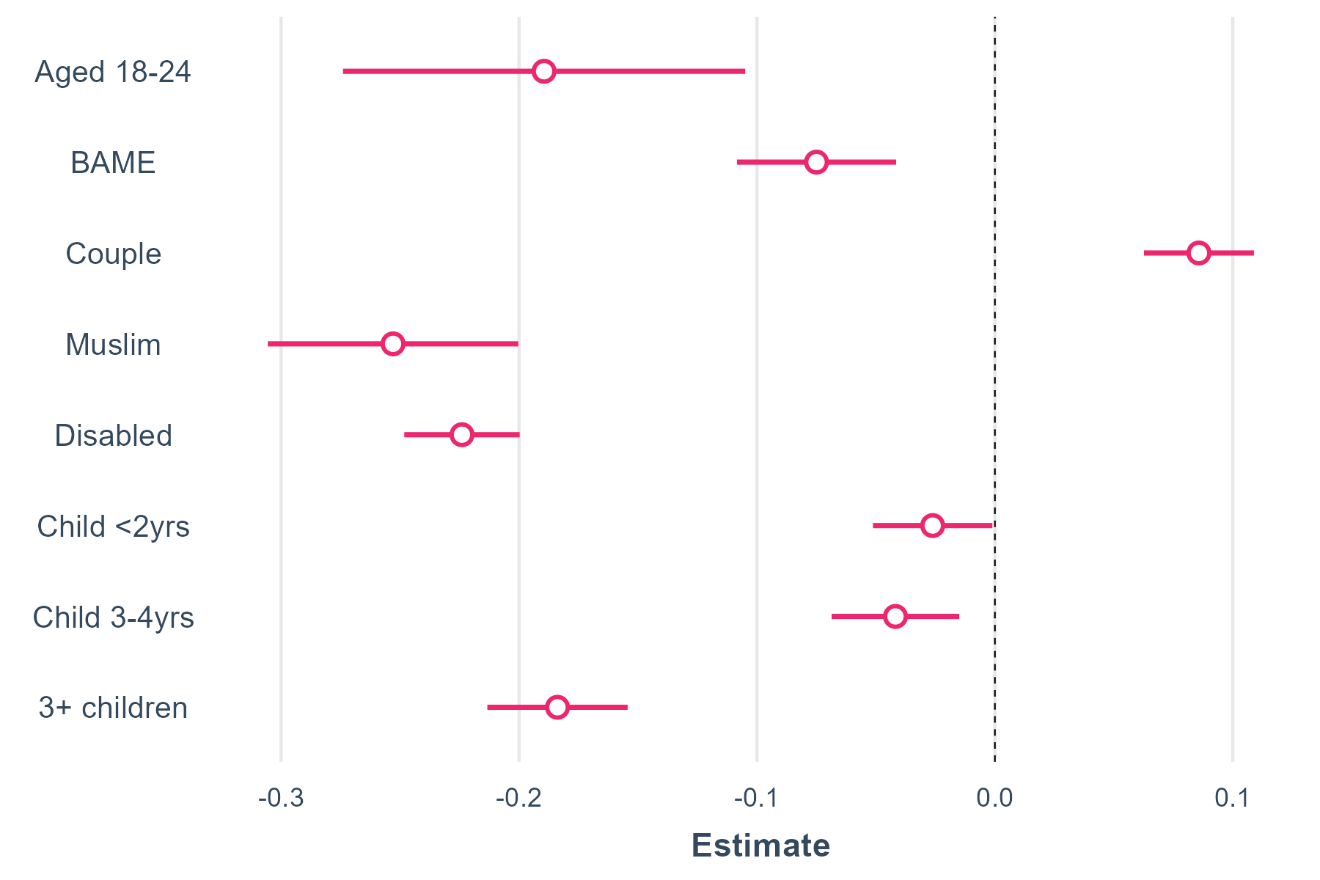 Aged 18-24
BAME
Couple
Muslim
Disabled
Child <2yrs
Child 3-4yrs
3+ children
-0.3 -0.2 -0.1 0.0 0.1
Estimate